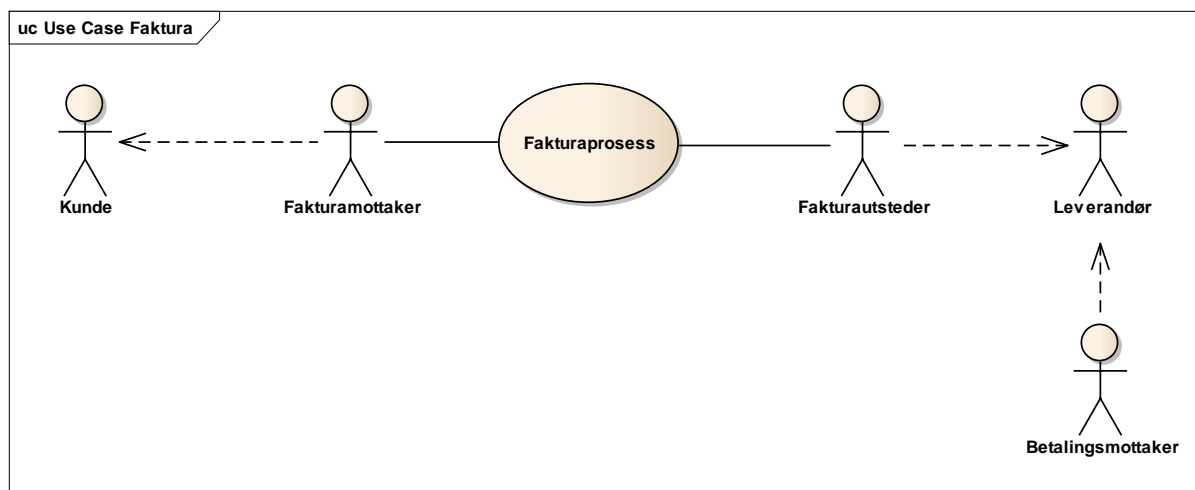 uc Use Case Faktura
Fakturaprosess
Kunde
Fakturamottaker
Fakturautsteder
Leverandør
Betalingsmottaker